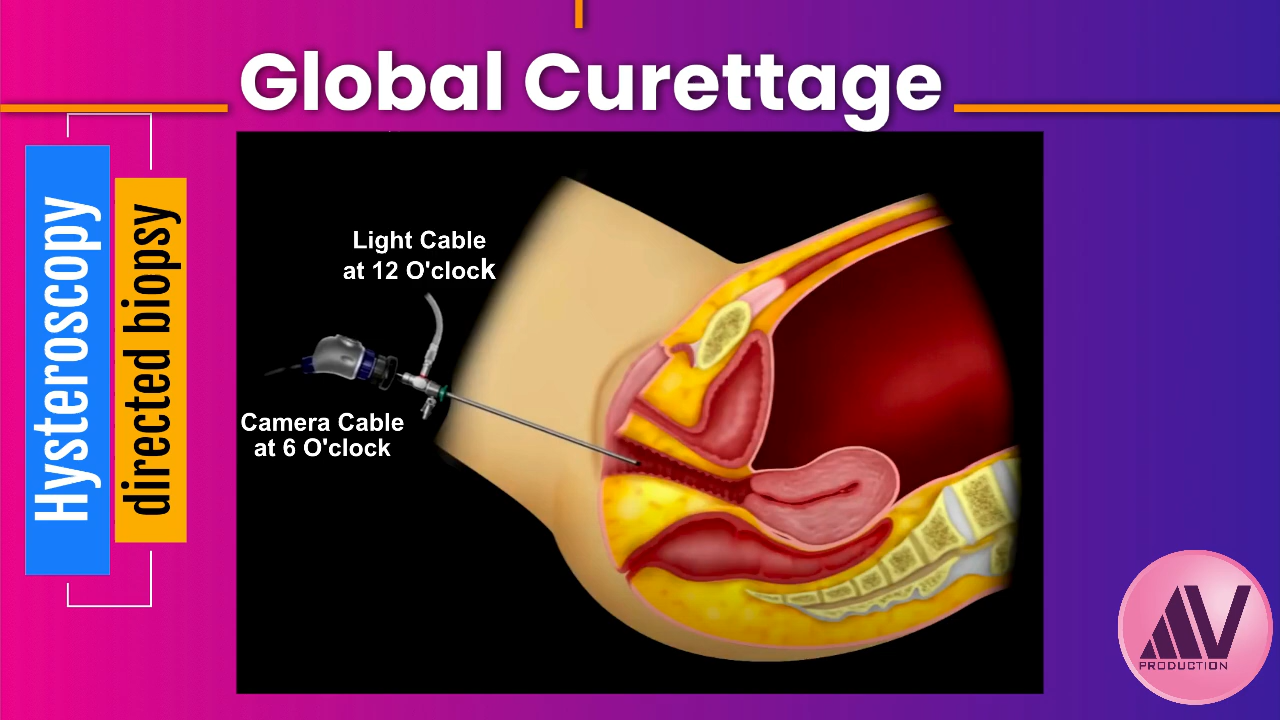 Global Curettage
Hysteroscopy
directed biopsy
Light Cable
at 12 O'clock
Camera Cable
at 6 O'clock
AV
PRODUCTION